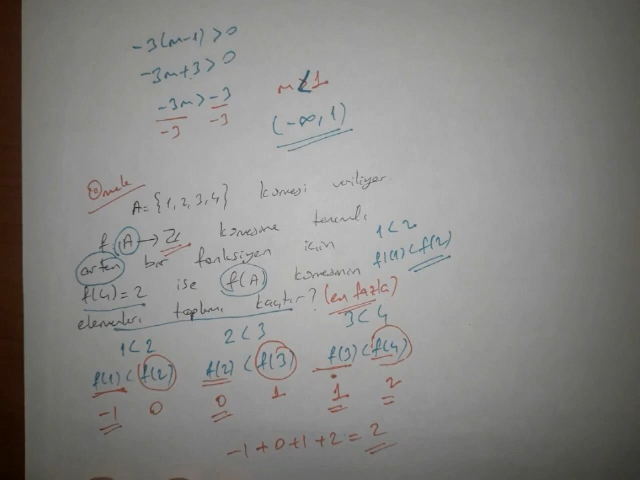 -3(m-1) > 0
-3m+3 > 0
-3m > -3
-3 -3
m < 1
(-∞, 1)
Örnek
A = {1, 2, 3, 4} kümesi veriliyor
f: A → Z kümesine tanımlı
artan bir fonksiyon için
1 < 2
f(1) < f(2)
f(4) = 2 ise f(A) kümesinin
elemanları toplamı kaçtır? (en fazla)
1 < 2 2 < 3 3 < 4
f(1) < f(2) f(2) < f(3) f(3) < f(4)
-1 0 0 1 1 2
-1 + 0 + 1 + 2 = 2